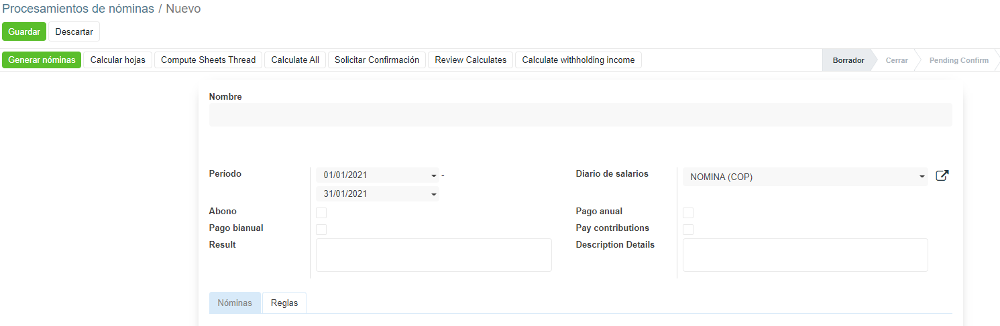 Procesamientos de nóminas / Nuevo
Guardar Descartar
Generar nóminas Calcular hojas Compute Sheets Thread Calculate All Solicitar Confirmación Review Calculates Calculate withholding income Borrador Cerrar Pending Confirm
Nombre
Período 01/01/2021 - Diario de salarios NOMINA (COP)
31/01/2021
Abono Pago anual
Pago bianual Pay contributions
Result Description Details
Nóminas Reglas